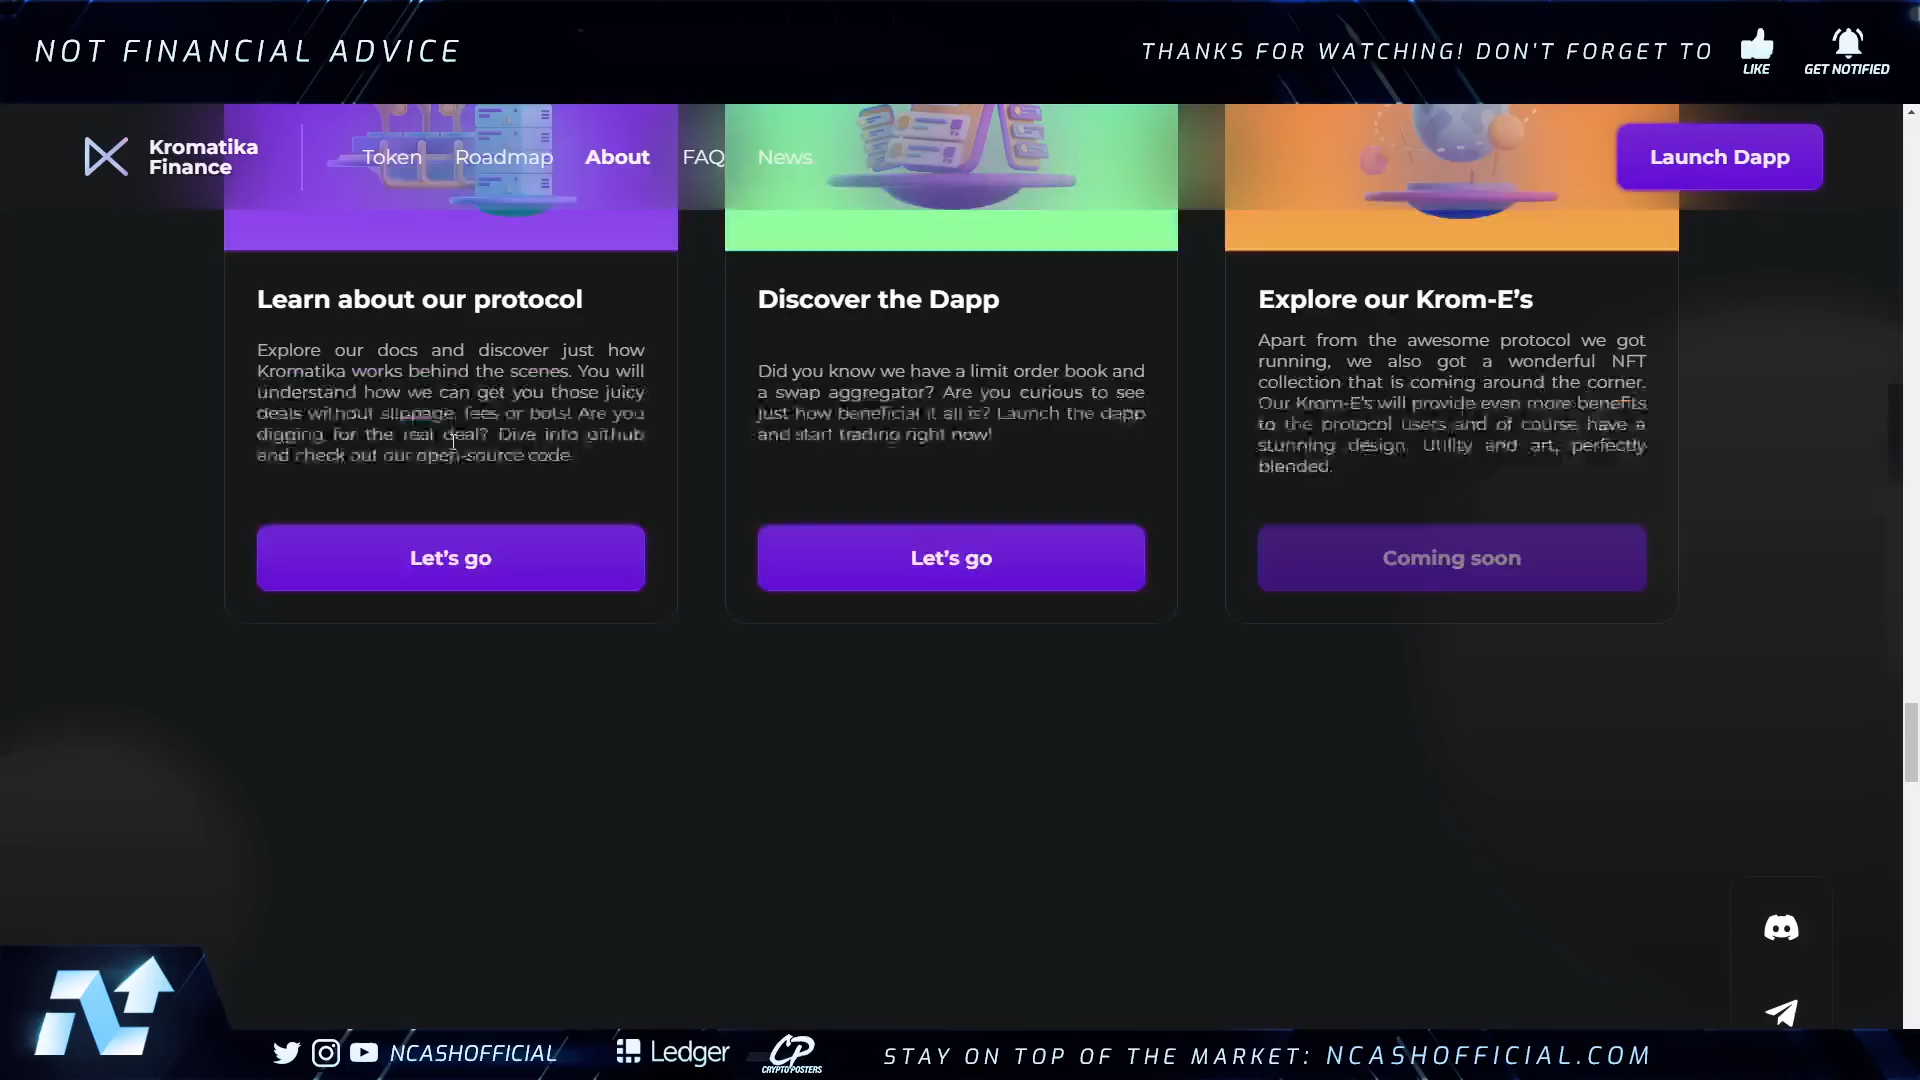 NOT FINANCIAL ADVICE
THANKS FOR WATCHING! DON'T FORGET TO
LIKE
GET NOTIFIED
Kromatika
Finance
Token
Roadmap
About
FAQ
News
Launch Dapp
Learn about our protocol
Explore our docs and discover just how
Kromatika works behind the scenes. You will
understand how we can get you those juicy
deals without slippage, fees or bots! Are you
digging for the real deal? Dive into github
and check out our open-source code.
Let's go
Discover the Dapp
Did you know we have a limit order book and
a swap aggregator? Are you curious to see
just how beneficial it all is? Launch the dapp
and start trading right now!
Let's go
Explore our Krom-E's
Apart from the awesome protocol we got
running, we also got a wonderful NFT
collection that is coming around the corner.
Our Krom-E's will provide even more benefits
to the protocol users and of course have a
stunning design. Utility and art, perfectly
blended.
Coming soon
NCASHOFFICIAL
Ledger
CP
CRYPTO POSTERS
STAY ON TOP OF THE MARKET: NCASHOFFICIAL.COM